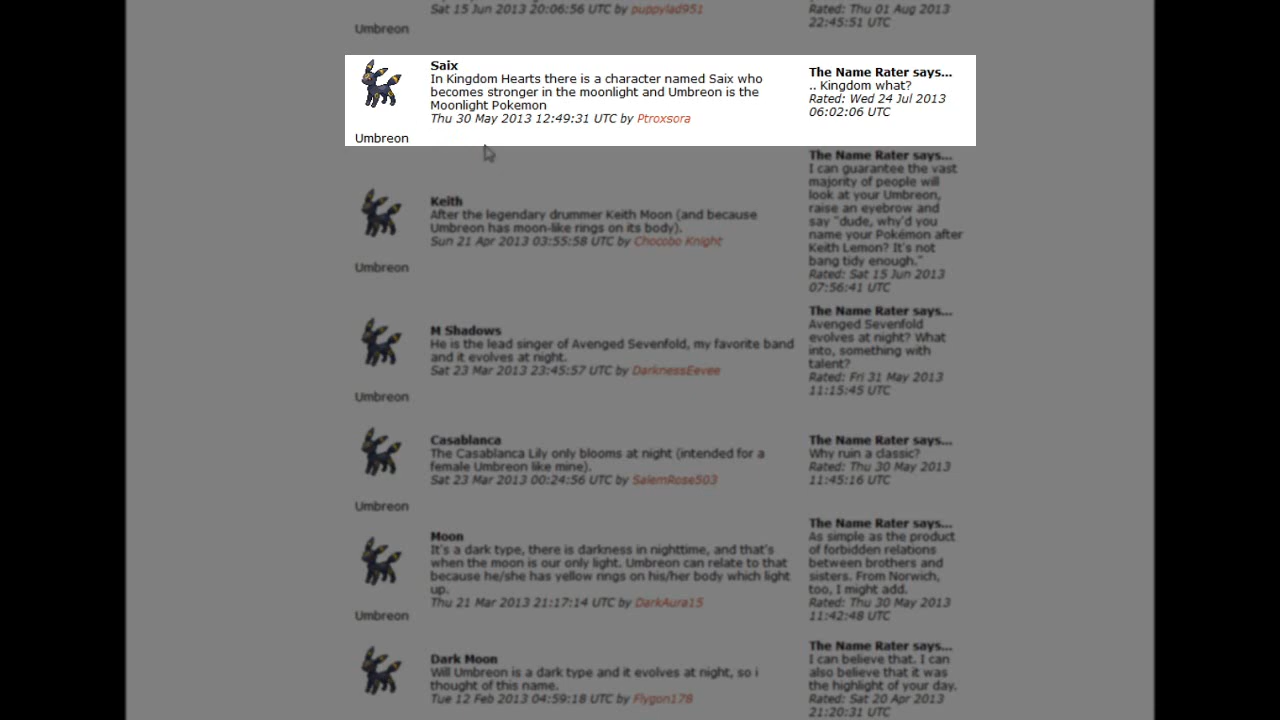 Sat 15 Jun 2013 20:06:56 UTC by puppylad951
Rated: Thu 01 Aug 2013
22:45:51 UTC
Umbreon
Saix
In Kingdom Hearts there is a character named Saix who
becomes stronger in the moonlight and Umbreon is the
Moonlight Pokemon
Thu 30 May 2013 12:49:31 UTC by Ptroxsora
Umbreon
The Name Rater says...
.. Kingdom what?
Rated: Wed 24 Jul 2013
06:02:06 UTC
Keith
After the legendary drummer Keith Moon (and because
Umbreon has moon-like rings on its body).
Sun 21 Apr 2013 03:55:58 UTC by Chocobo Knight
Umbreon
The Name Rater says...
I can guarantee the vast
majority of people will
look at your Umbreon,
raise an eyebrow and
say "dude, why'd you
name your Pokémon after
Keith Lemon? It's not
bang tidy enough."
Rated: Sat 15 Jun 2013
07:56:41 UTC
M Shadows
He is the lead singer of Avenged Sevenfold, my favorite band
and it evolves at night.
Sat 23 Mar 2013 23:45:57 UTC by DarknessEevee
Umbreon
The Name Rater says...
Avenged Sevenfold
evolves at night? What
into, something with
talent?
Rated: Fri 31 May 2013
11:15:45 UTC
Casablanca
The Casablanca Lily only blooms at night (intended for a
female Umbreon like mine).
Sat 23 Mar 2013 00:24:56 UTC by SalemRose503
Umbreon
The Name Rater says...
Why ruin a classic?
Rated: Thu 30 May 2013
11:45:16 UTC
Moon
It's a dark type, there is darkness in nighttime, and that's
when the moon is our only light. Umbreon can relate to that
because he/she has yellow rings on his/her body which light
up.
Thu 21 Mar 2013 21:17:14 UTC by DarkAura15
Umbreon
The Name Rater says...
As simple as the product
of forbidden relations
between brothers and
sisters. From Norwich,
too, I might add.
Rated: Thu 30 May 2013
11:42:48 UTC
Dark Moon
Will Umbreon is a dark type and it evolves at night, so i
thought of this name.
Tue 12 Feb 2013 04:59:18 UTC by Flygon178
The Name Rater says...
I can believe that. I can
also believe that it was
the highlight of your day.
Rated: Sat 20 Apr 2013
21:20:31 UTC